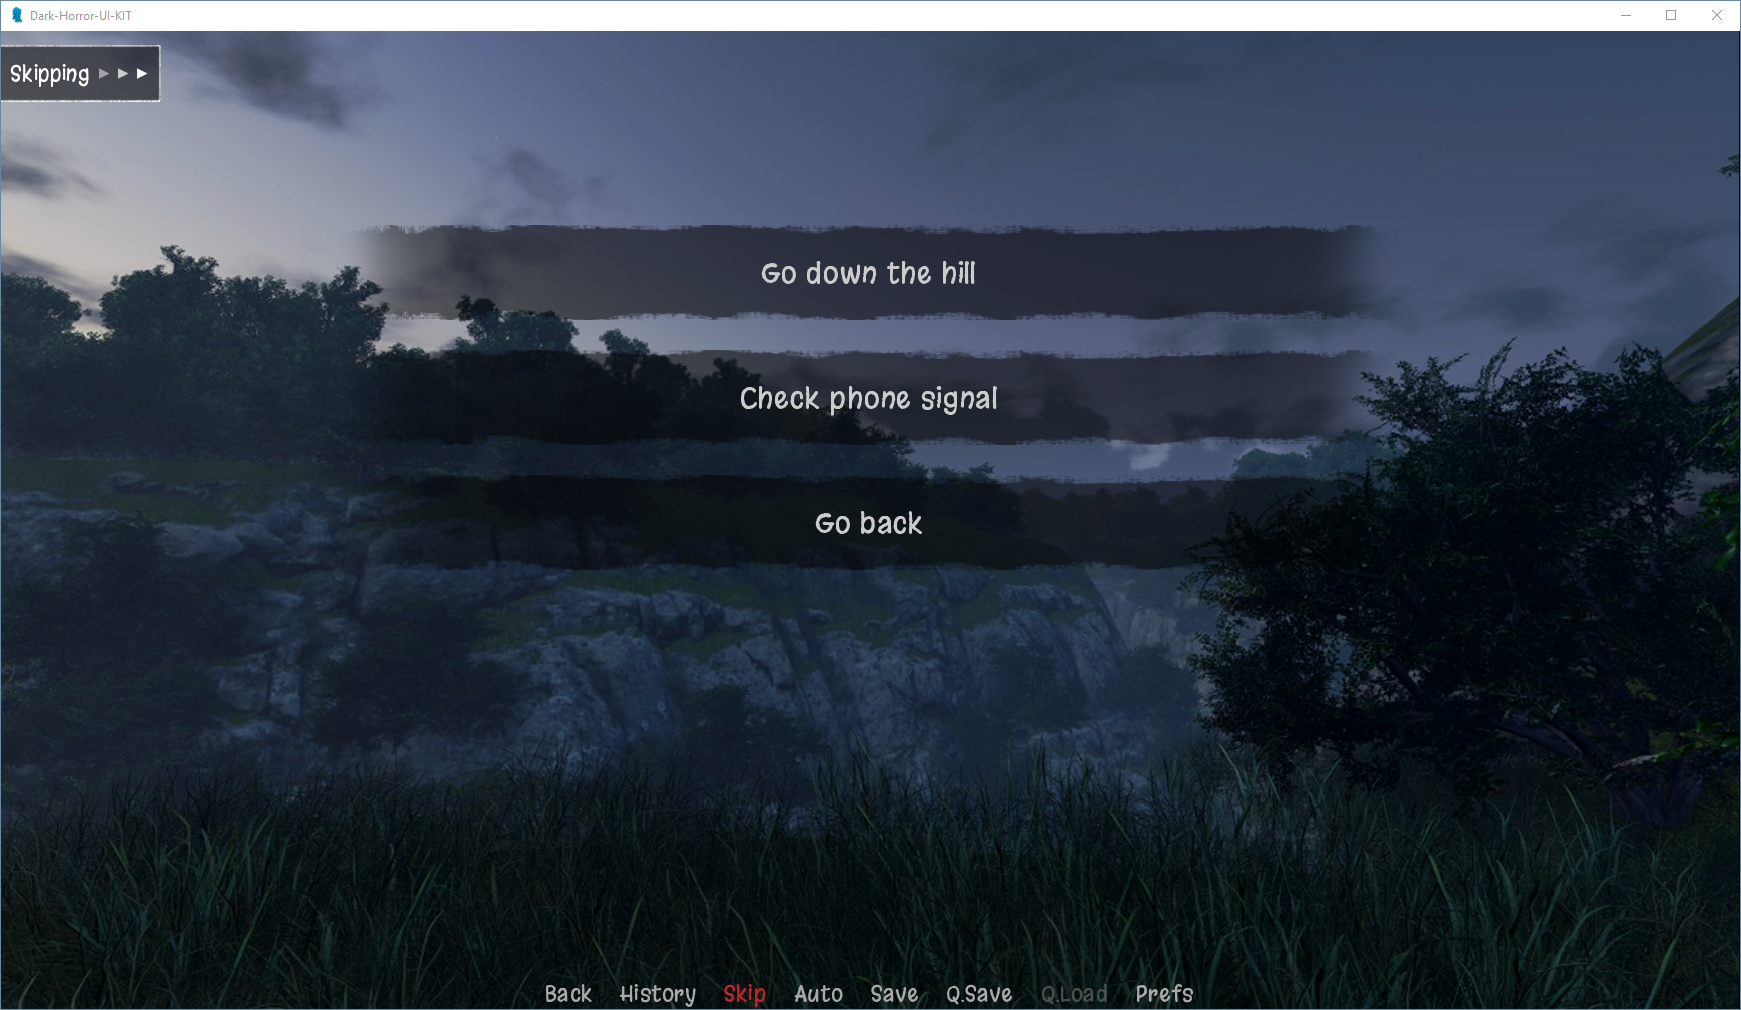 Dark-Horror-UI-KIT
Skipping ▸ ▸ ▸
Go down the hill
Check phone signal
Go back
Back History Skip Auto Save Q.Save Q.Load Prefs